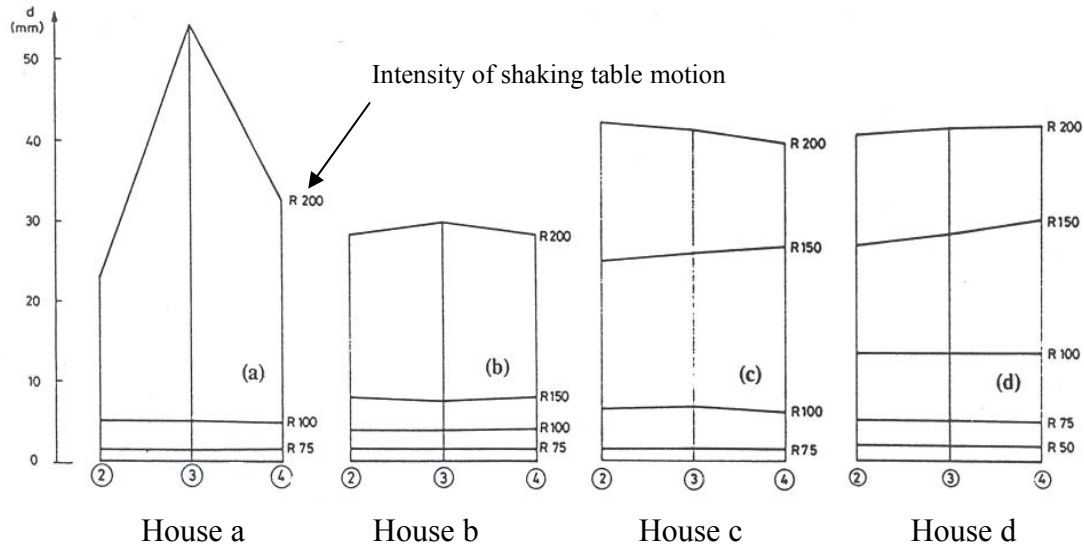 d
(mm)
50
40
30
20
10
0
Intensity of shaking table motion
R 200
R 100
R 75
(a)
② ③ ④
R 200
R 150
R 100
R 75
(b)
② ③ ④
R 200
R 150
R 100
R 75
(c)
② ③ ④
R 200
R 150
R 100
R 75
R 50
(d)
② ③ ④
House a House b House c House d